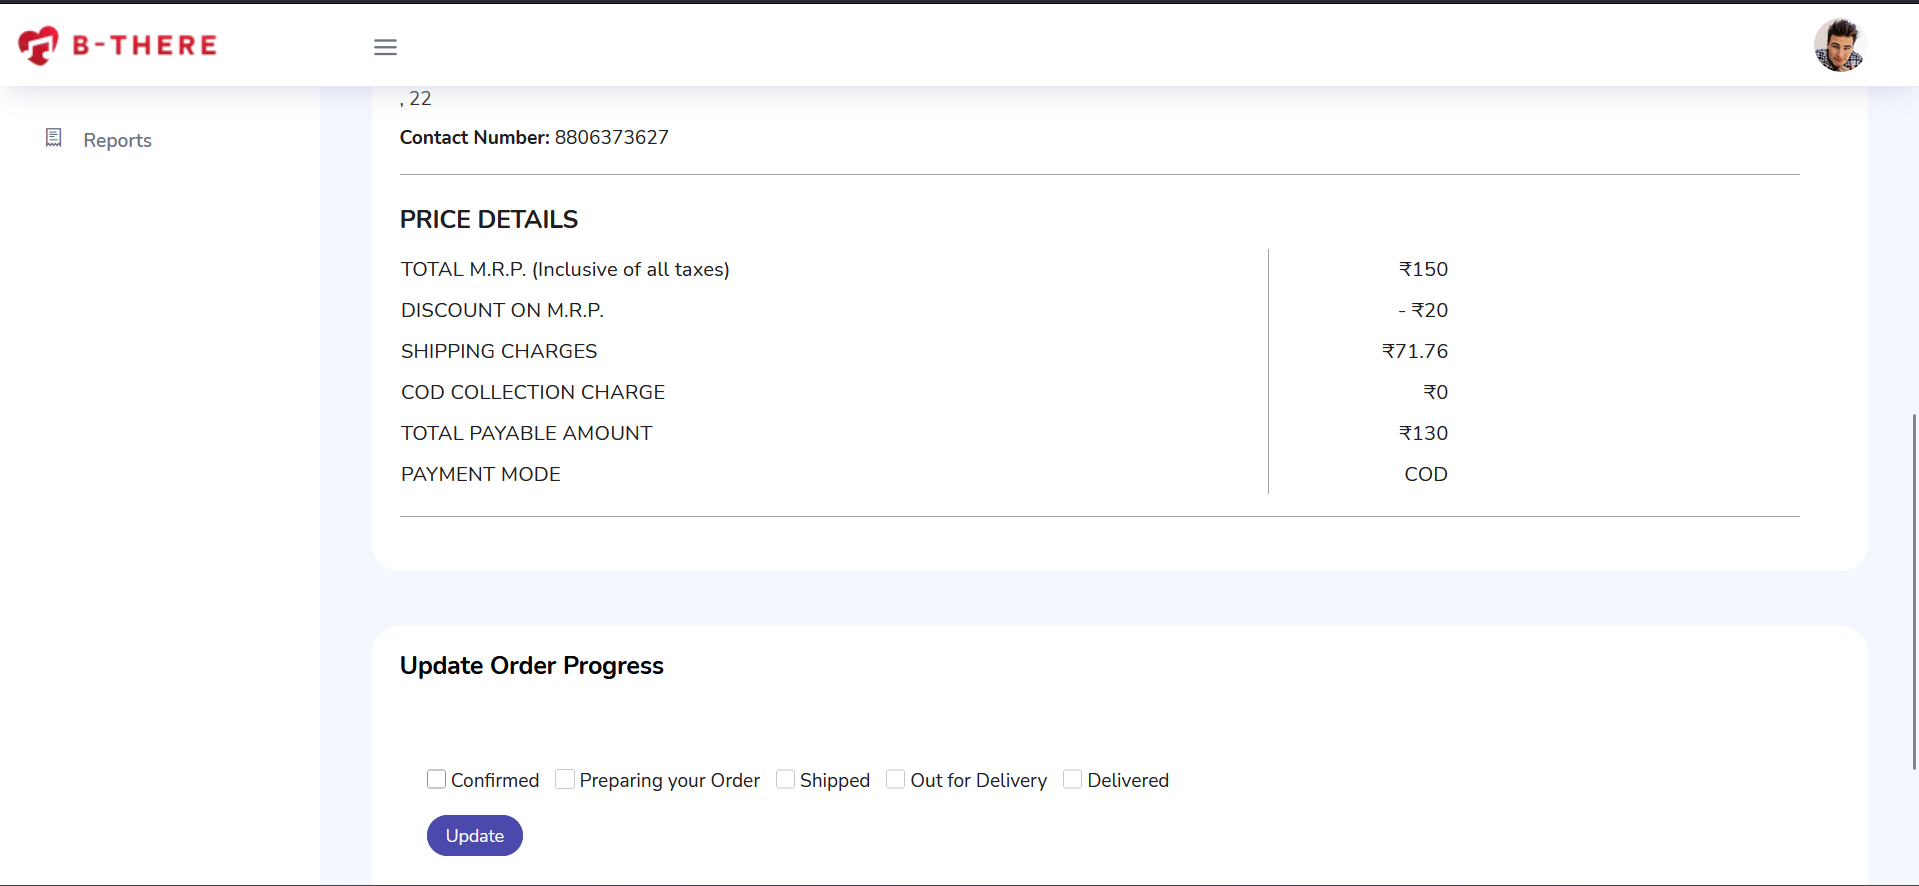 B-THERE
Reports
, 22
Contact Number: 8806373627
PRICE DETAILS
TOTAL M.R.P. (Inclusive of all taxes) ₹150
DISCOUNT ON M.R.P. - ₹20
SHIPPING CHARGES ₹71.76
COD COLLECTION CHARGE ₹0
TOTAL PAYABLE AMOUNT ₹130
PAYMENT MODE COD
Update Order Progress
Confirmed Preparing your Order Shipped Out for Delivery Delivered
Update